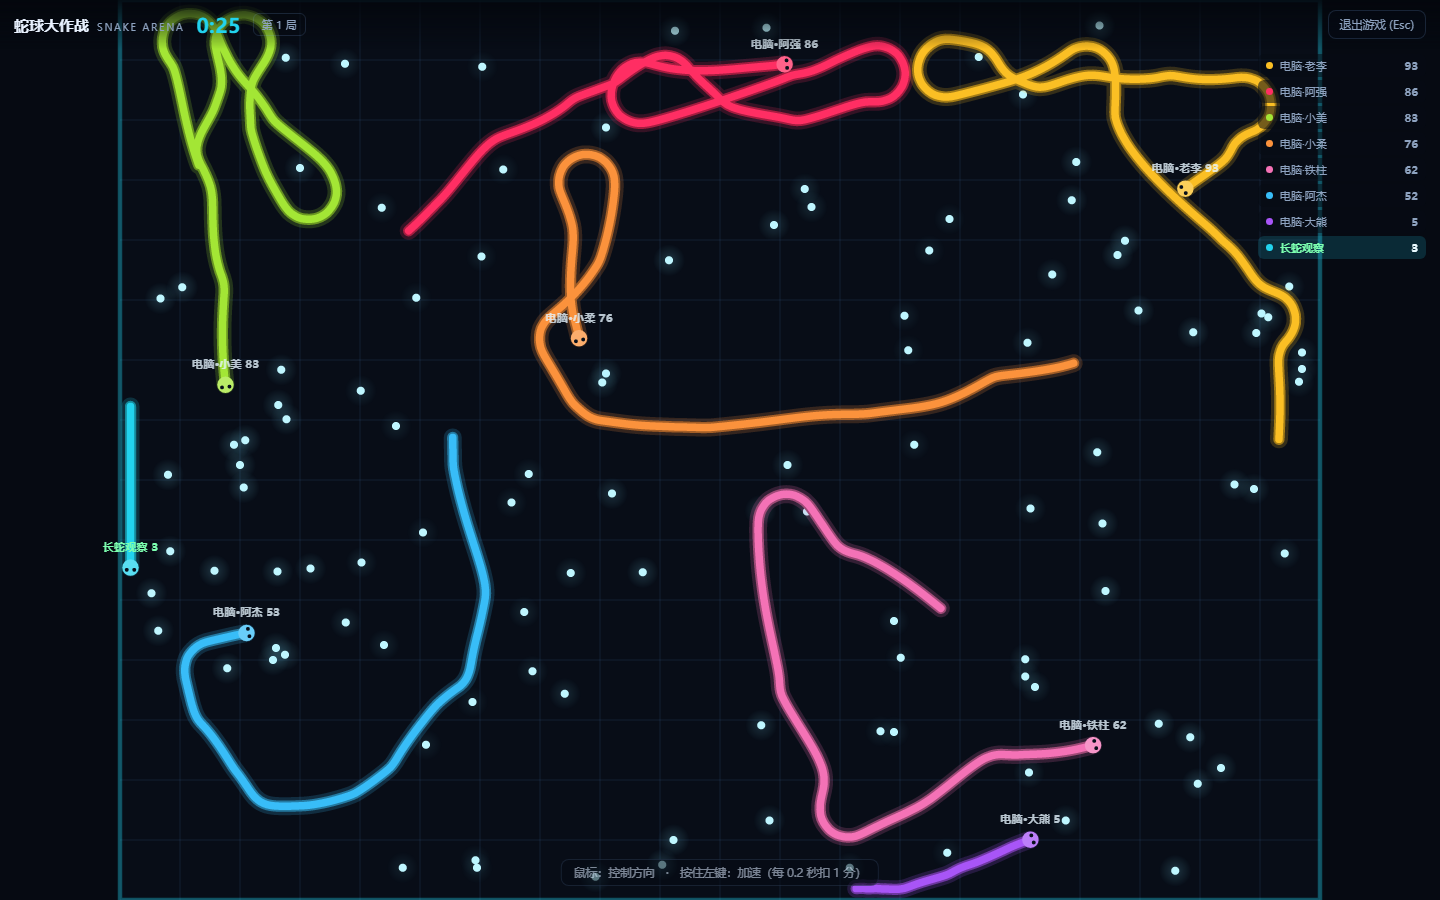 蛇球大作战 SNAKE ARENA 0:25 第 1 局
退出游戏 (Esc)
电脑·阿强 86
电脑·老李 93
电脑·阿强 86
电脑·小美 83
电脑·小柔 76
电脑·铁柱 62
电脑·阿杰 52
电脑·大熊 5
长蛇观察 3
电脑·老李 93
电脑·小柔 76
电脑·小美 83
长蛇观察 3
电脑·阿杰 53
电脑·铁柱 62
电脑·大熊 5
鼠标：控制方向 · 按住左键：加速（每 0.2 秒扣 1 分）